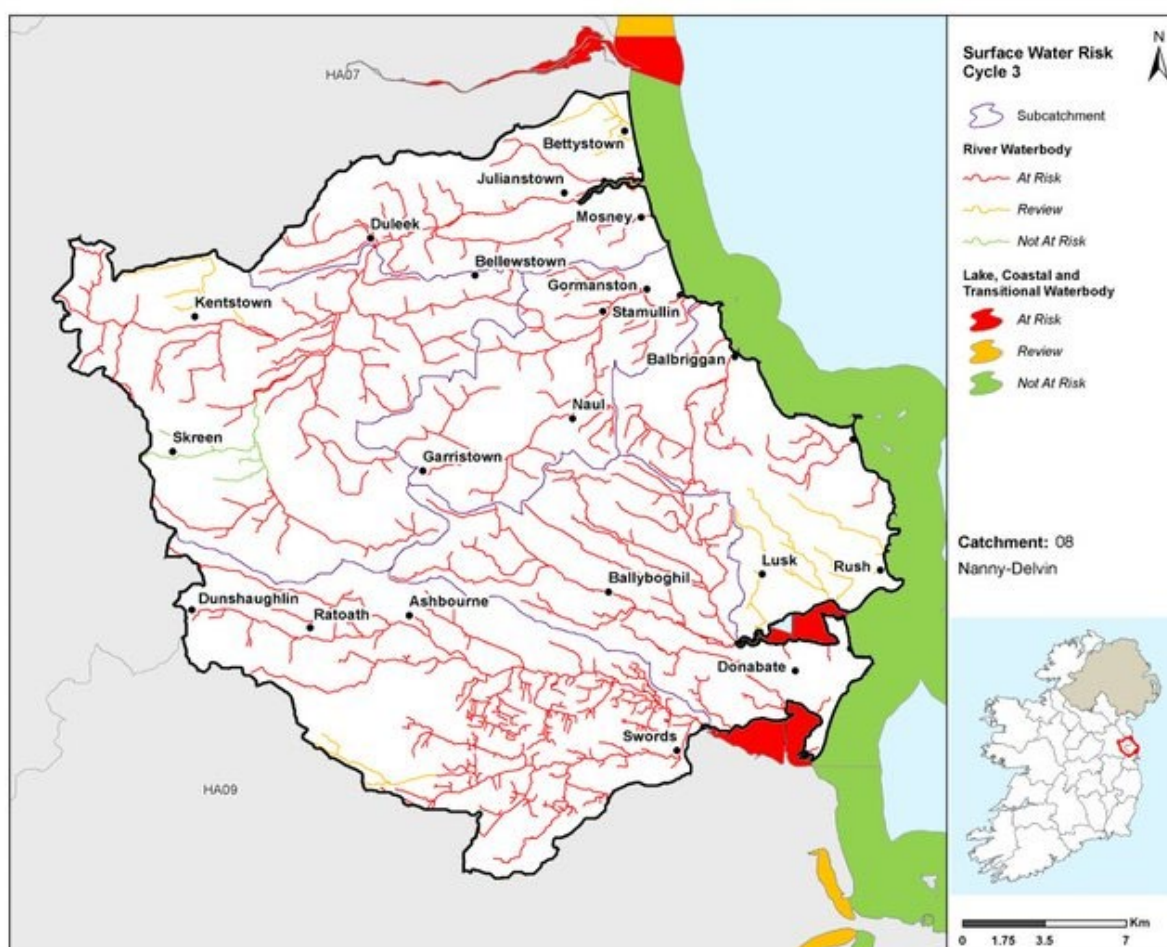 HA07
Bettystown
Julianstown
Mosney
Duleek
Bellewstown
Gormanston
Kentstown
Stamullin
Balbriggan
Naul
Skreen
Garristown
Lusk
Rush
Ballyboghil
Dunshaughlin
Ashbourne
Ratoath
Donabate
Swords
HA09
N
Surface Water Risk
Cycle 3
Subcatchment
River Waterbody
At Risk
Review
Not At Risk
Lake, Coastal and
Transitional Waterbody
At Risk
Review
Not At Risk
Catchment: 08
Nanny-Delvin
Km
0 1.75 3.5 7